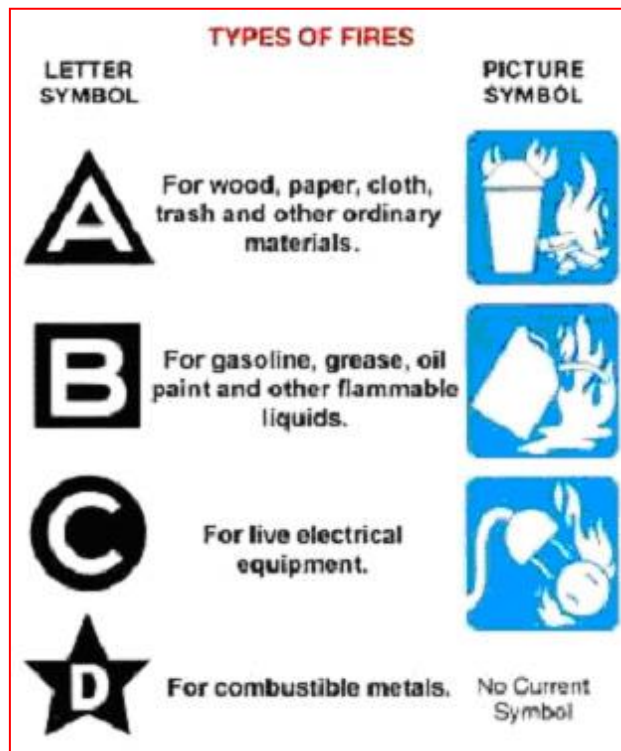 TYPES OF FIRES
LETTER
SYMBOL
PICTURE
SYMBOL
A
For wood, paper, cloth,
trash and other ordinary
materials.
B
For gasoline, grease, oil
paint and other flammable
liquids.
C
For live electrical
equipment.
D
For combustible metals.
No Current
Symbol